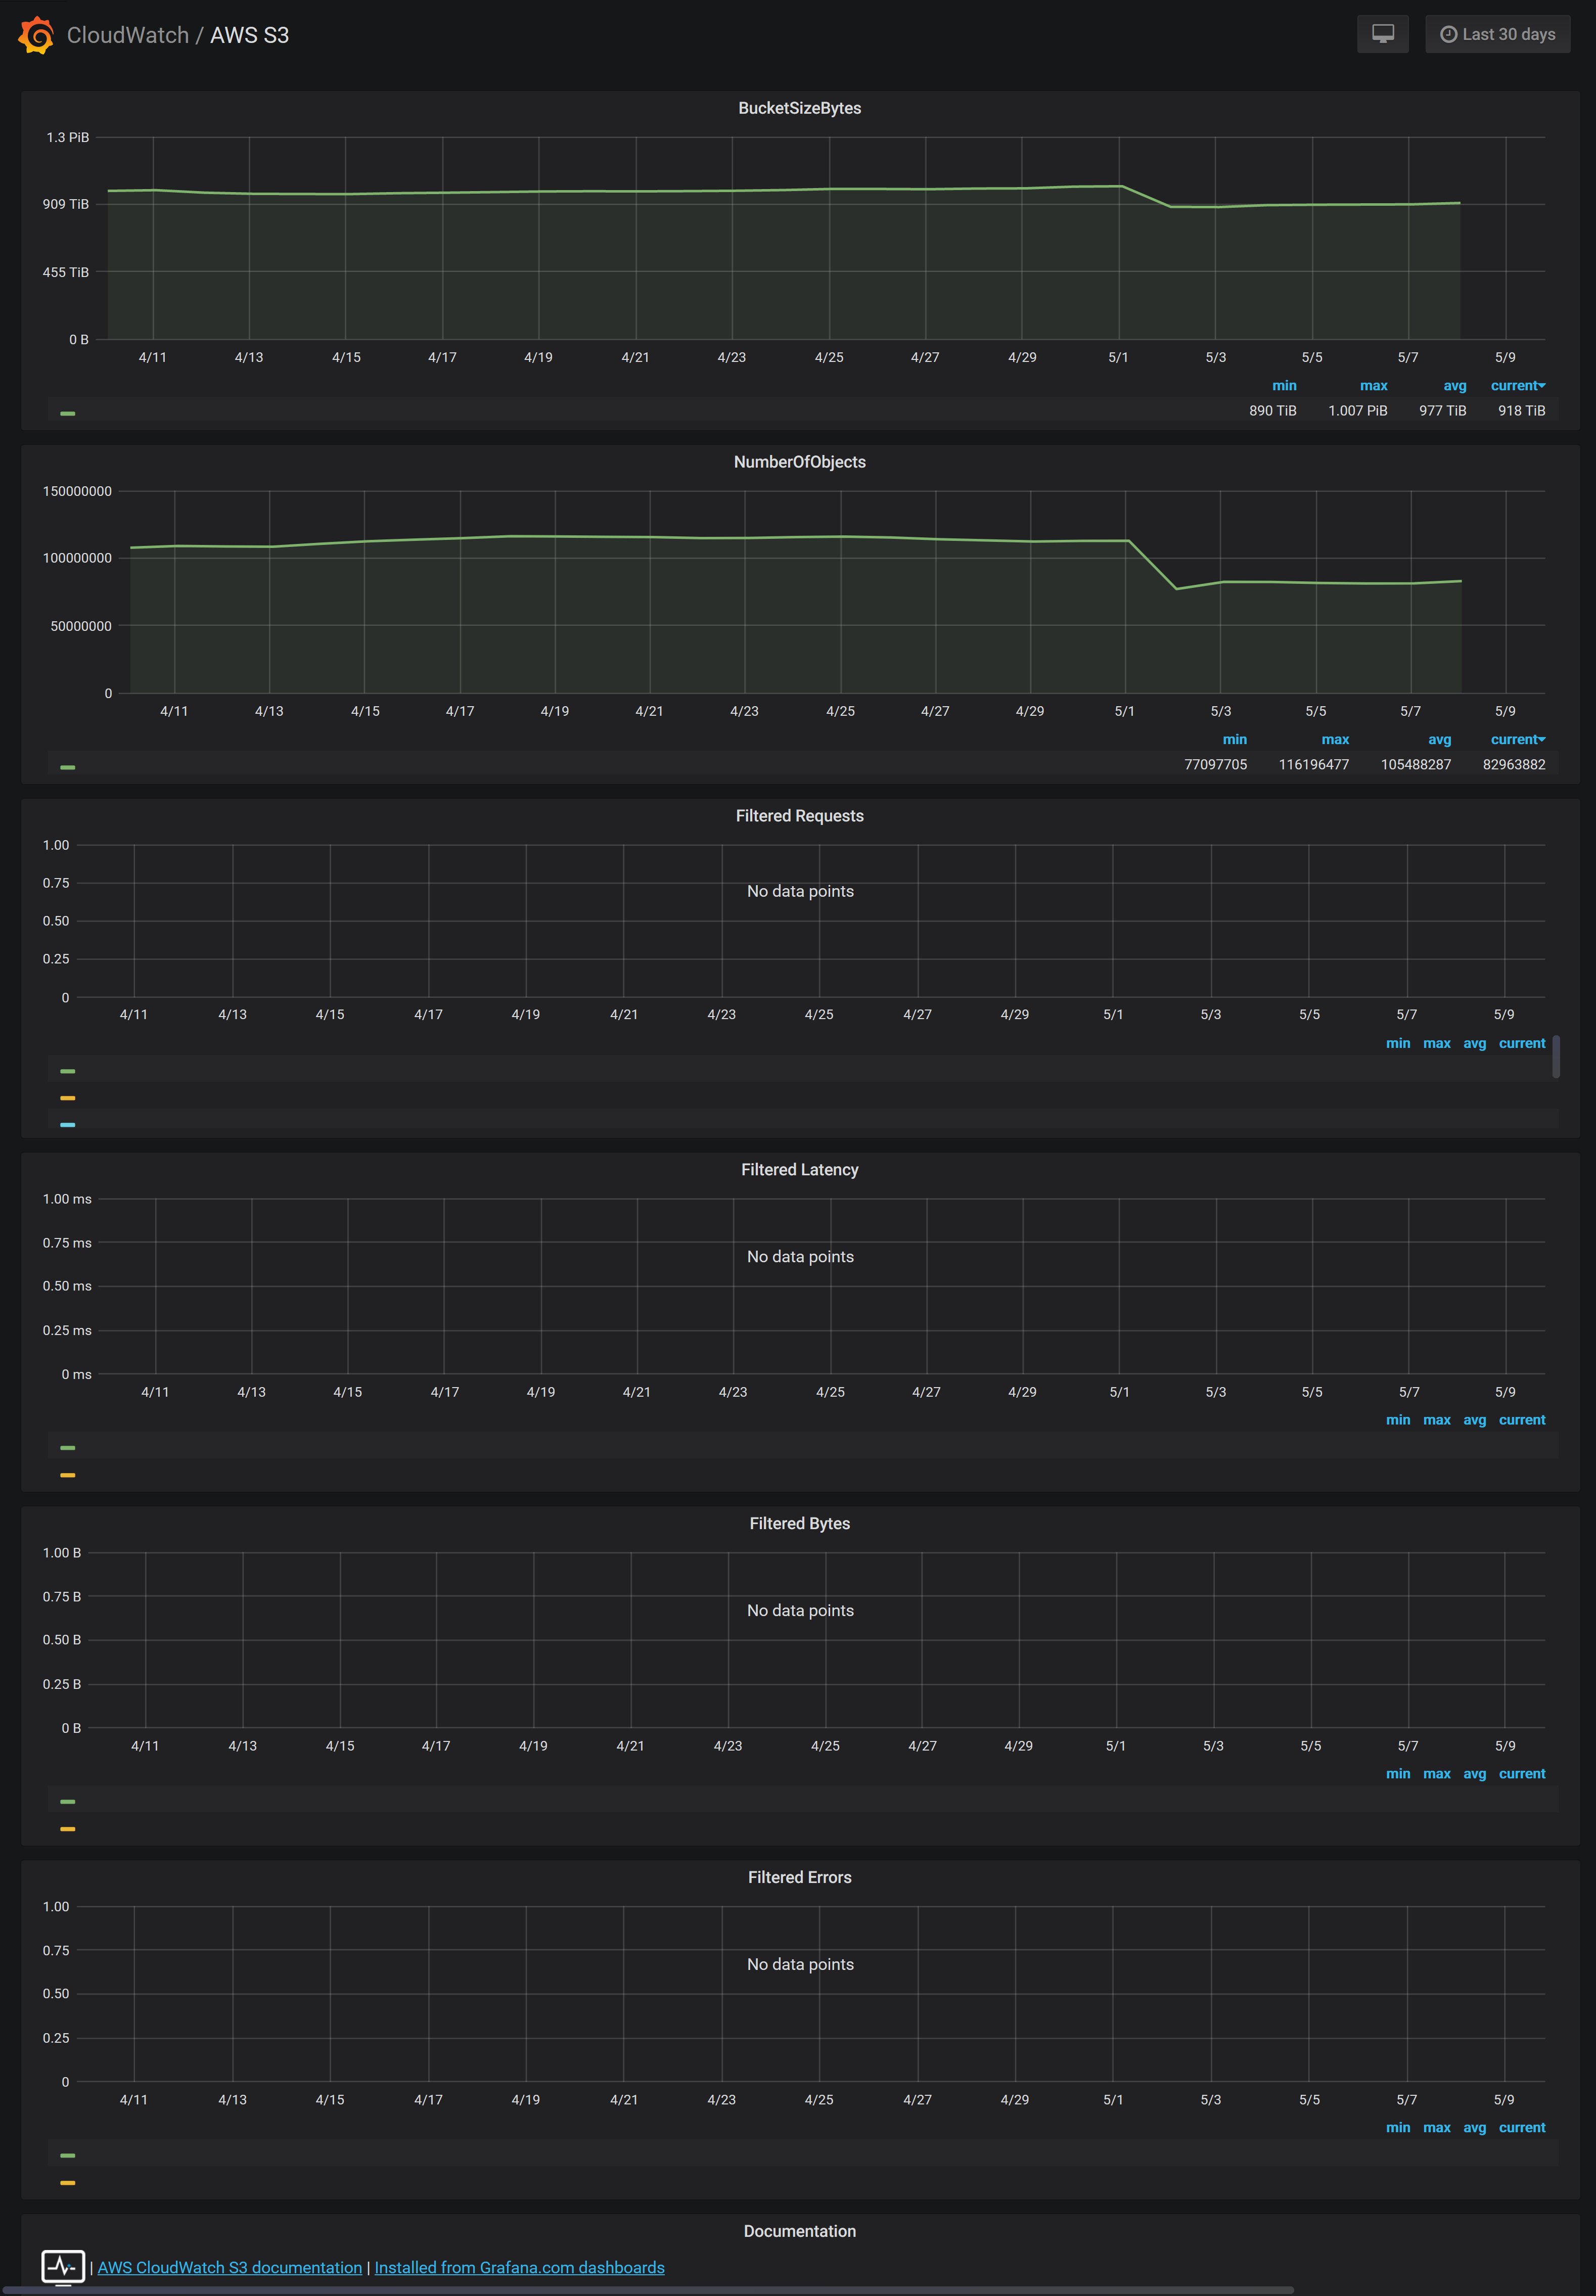 CloudWatch / AWS S3
Last 30 days
BucketSizeBytes
1.3 PiB
909 TiB
455 TiB
0 B
4/11 4/13 4/15 4/17 4/19 4/21 4/23 4/25 4/27 4/29 5/1 5/3 5/5 5/7 5/9
min max avg current
890 TiB 1.007 PiB 977 TiB 918 TiB
NumberOfObjects
150000000
100000000
50000000
0
4/11 4/13 4/15 4/17 4/19 4/21 4/23 4/25 4/27 4/29 5/1 5/3 5/5 5/7 5/9
min max avg current
77097705 116196477 105488287 82963882
Filtered Requests
1.00
0.75
No data points
0.50
0.25
0
4/11 4/13 4/15 4/17 4/19 4/21 4/23 4/25 4/27 4/29 5/1 5/3 5/5 5/7 5/9
min max avg current
Filtered Latency
1.00 ms
0.75 ms
No data points
0.50 ms
0.25 ms
0 ms
4/11 4/13 4/15 4/17 4/19 4/21 4/23 4/25 4/27 4/29 5/1 5/3 5/5 5/7 5/9
min max avg current
Filtered Bytes
1.00 B
0.75 B
No data points
0.50 B
0.25 B
0 B
4/11 4/13 4/15 4/17 4/19 4/21 4/23 4/25 4/27 4/29 5/1 5/3 5/5 5/7 5/9
min max avg current
Filtered Errors
1.00
0.75
No data points
0.50
0.25
0
4/11 4/13 4/15 4/17 4/19 4/21 4/23 4/25 4/27 4/29 5/1 5/3 5/5 5/7 5/9
min max avg current
Documentation
| AWS CloudWatch S3 documentation | Installed from Grafana.com dashboards